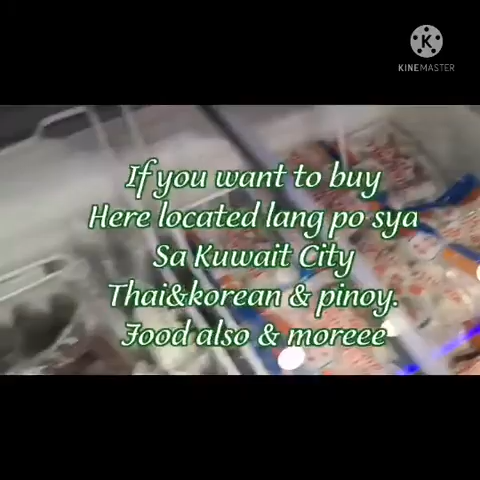 KINEMASTER
If you want to buy
Here located lang po sya
Sa Kuwait City
Thai&korean & pinoy.
Food also & moreee